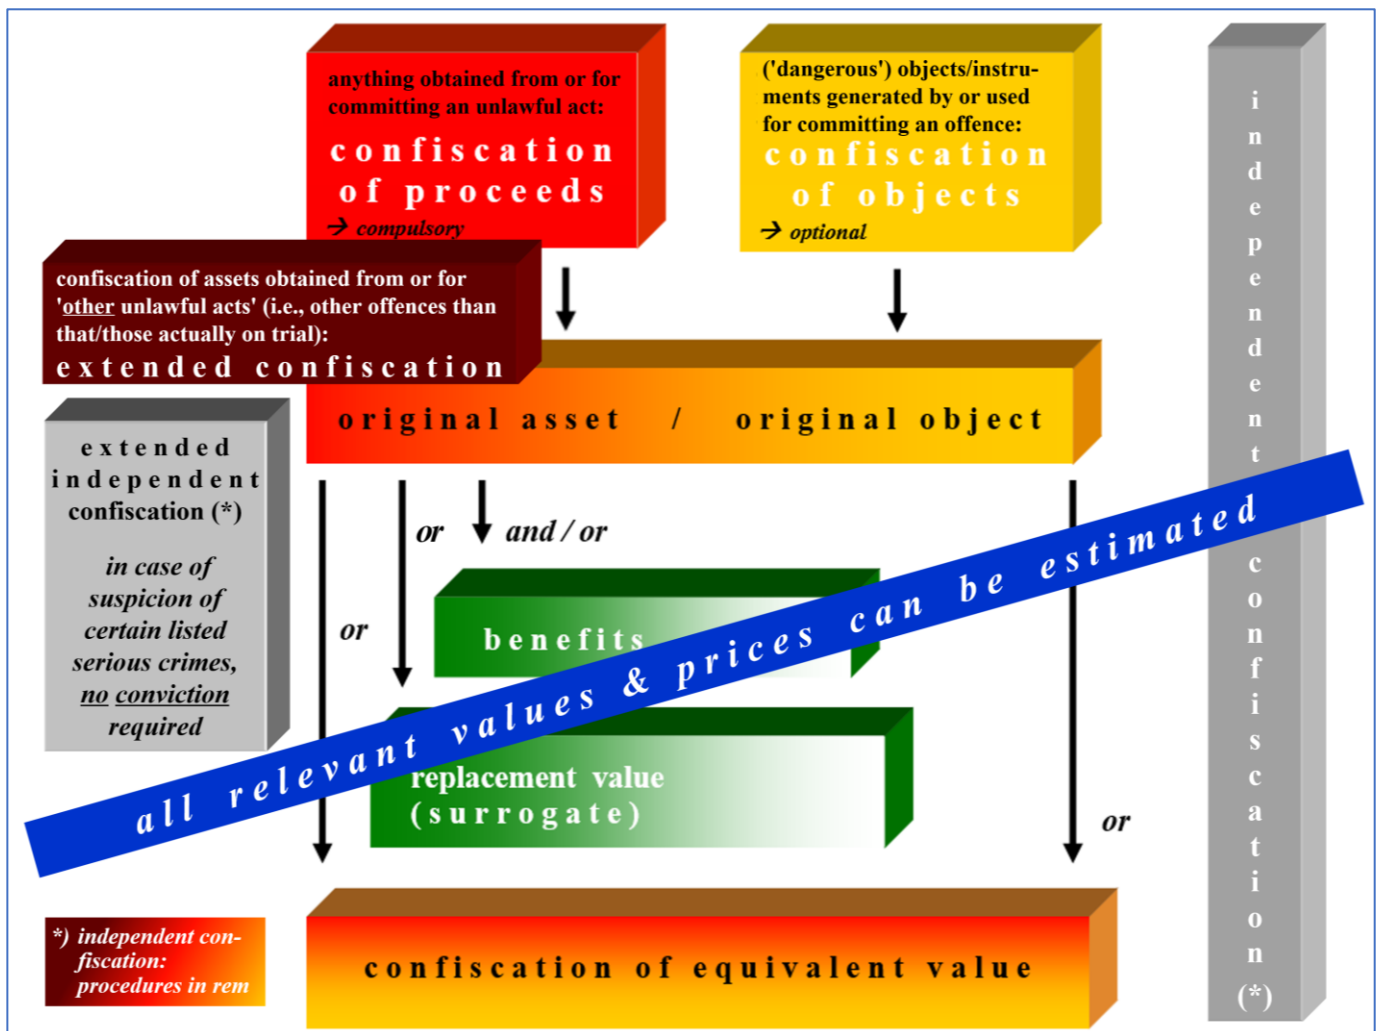 anything obtained from or for
committing an unlawful act:
confiscation
of proceeds
→ compulsory
('dangerous') objects/instru-
ments generated by or used
for committing an offence:
confiscation
of objects
→ optional
confiscation of assets obtained from or for
'other unlawful acts' (i.e., other offences than
that/those actually on trial):
extended confiscation
original asset / original object
extended
independent
confiscation (*)
in case of
suspicion of
certain listed
serious crimes,
no conviction
required
or
and / or
or
benefits
replacement value
(surrogate)
or
all relevant values & prices can be estimated
confiscation of equivalent value
*) independent con-
fiscation:
procedures in rem
independent confiscation (*)